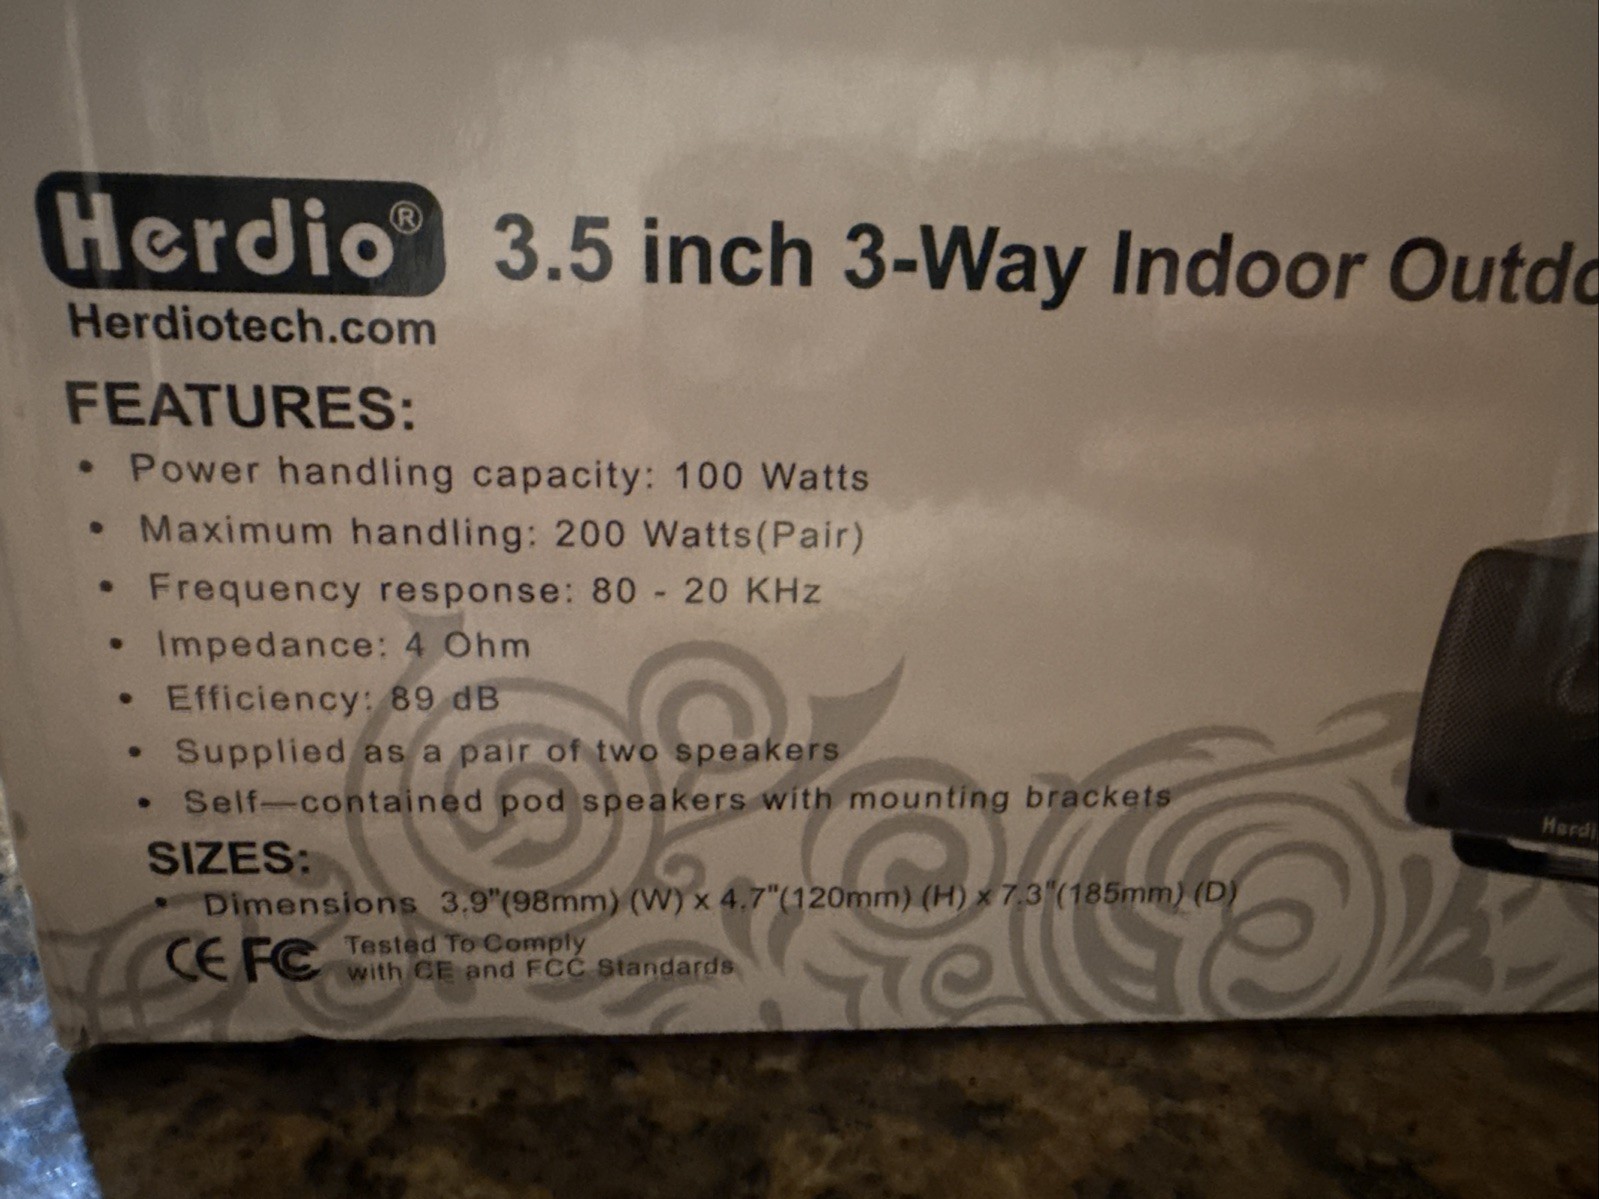 Herdio® 3.5 inch 3-Way Indoor Outdo
Herdiotech.com
FEATURES:
• Power handling capacity: 100 Watts
• Maximum handling: 200 Watts(Pair)
• Frequency response: 80 - 20 KHz
• Impedance: 4 Ohm
• Efficiency: 89 dB
• Supplied as a pair of two speakers
• Self—contained pod speakers with mounting brackets
Herdi
SIZES:
• Dimensions 3.9"(98mm) (W) x 4.7"(120mm) (H) x 7.3"(185mm) (D)
CE FC Tested To Comply
with CE and FCC Standards